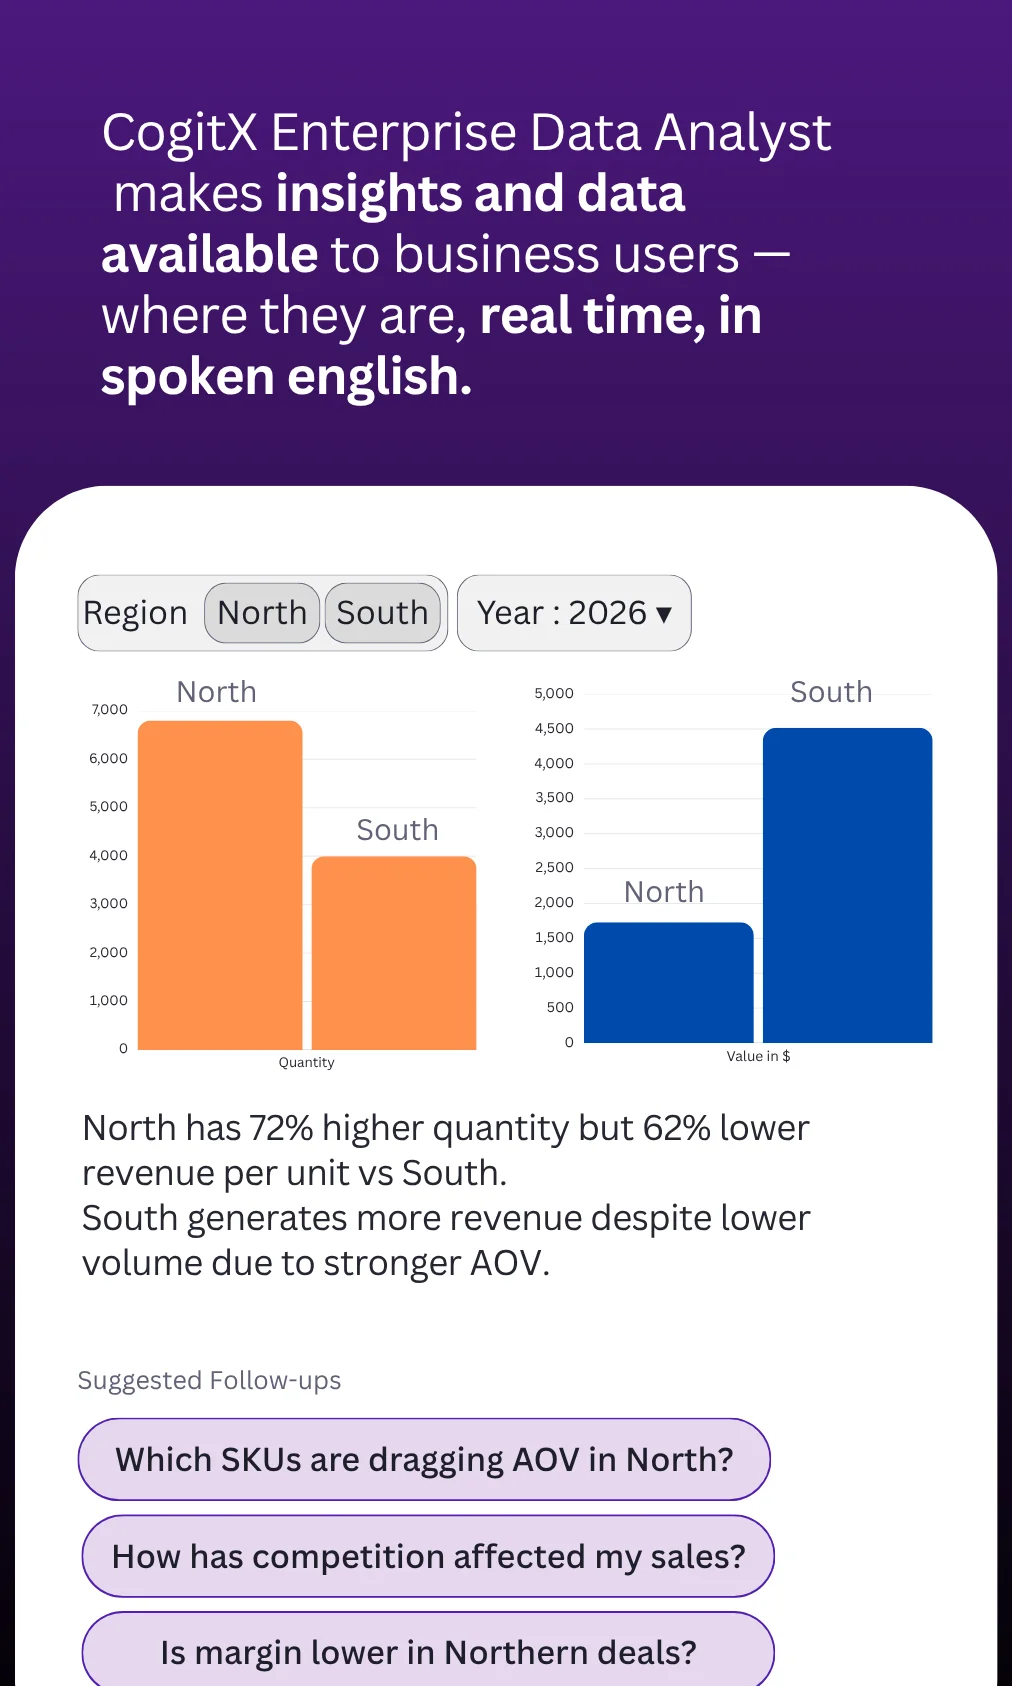 CogitX Enterprise Data Analyst
makes insights and data
available to business users —
where they are, real time, in
spoken english.
Region North South Year : 2026 ▾
North
7,000
6,000
5,000
South
4,000
3,000
2,000
1,000
0
Quantity
5,000
South
4,500
4,000
3,500
3,000
2,500
North
2,000
1,500
1,000
500
0
Value in $
North has 72% higher quantity but 62% lower
revenue per unit vs South.
South generates more revenue despite lower
volume due to stronger AOV.
Suggested Follow-ups
Which SKUs are dragging AOV in North?
How has competition affected my sales?
Is margin lower in Northern deals?